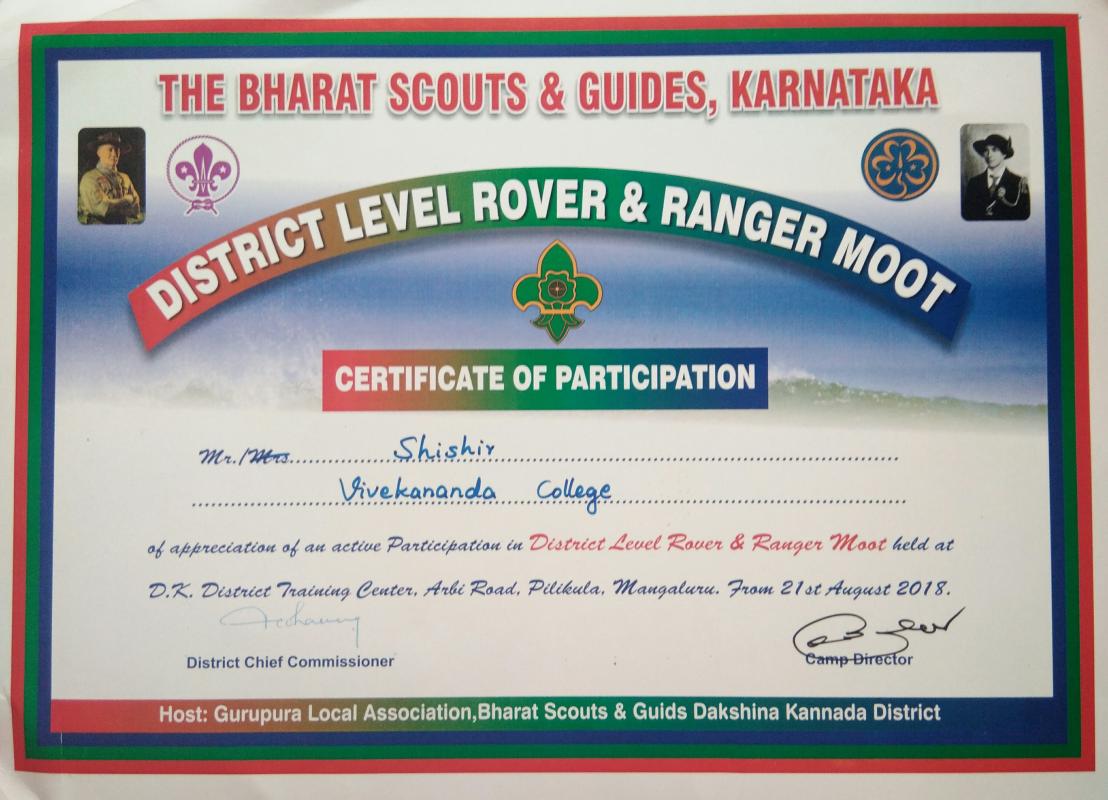 THE BHARAT SCOUTS & GUIDES, KARNATAKA
DISTRICT LEVEL ROVER & RANGER MOOT
CERTIFICATE OF PARTICIPATION
Mr./Mrs. Shishir
Vivekananda College
of appreciation of an active Participation in District Level Rover & Ranger Moot held at
D.K. District Training Center, Arbi Road, Pilikula, Mangaluru. From 21st August 2018.
District Chief Commissioner
Camp Director
Host: Gurupura Local Association,Bharat Scouts & Guids Dakshina Kannada District